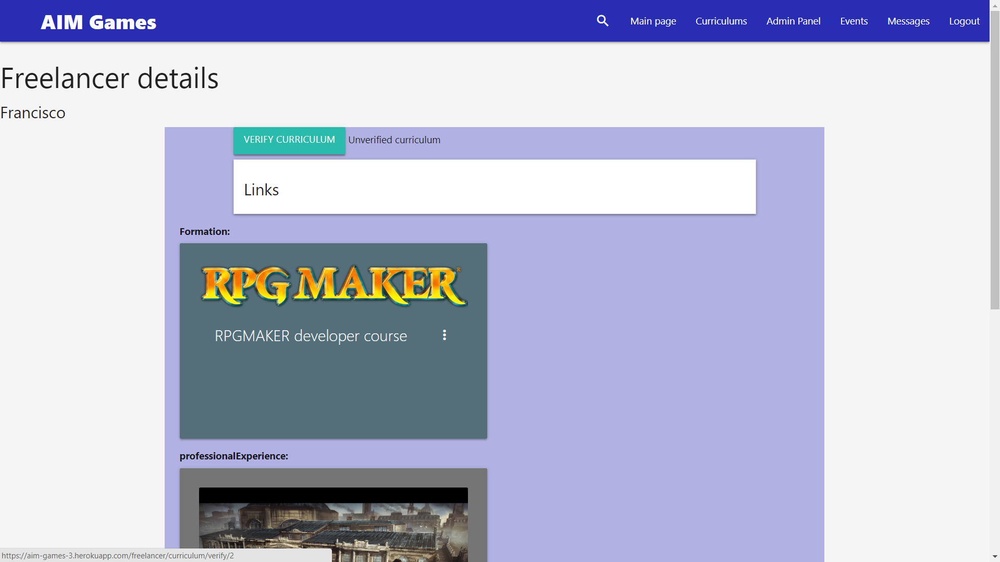 AIM Games
Main page Curriculums Admin Panel Events Messages Logout
Freelancer details
Francisco
VERIFY CURRICULUM Unverified curriculum
Links
Formation:
RPG MAKER®
RPGMAKER developer course
professionalExperience:
https://aim-games-3.herokuapp.com/freelancer/curriculum/verify/2